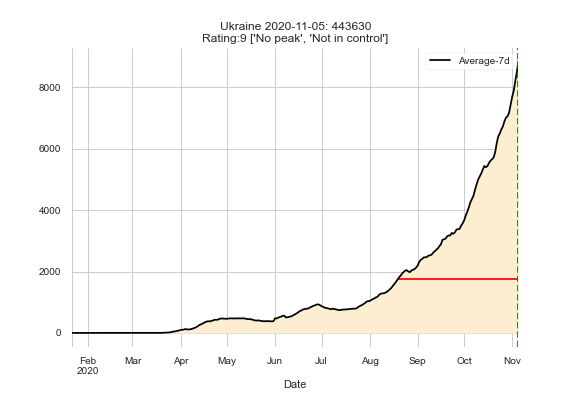 Ukraine 2020-11-05: 443630
Rating:9 ['No peak', 'Not in control']
Average-7d
8000
6000
4000
2000
0
Feb Mar Apr May Jun Jul Aug Sep Oct Nov
2020
Date